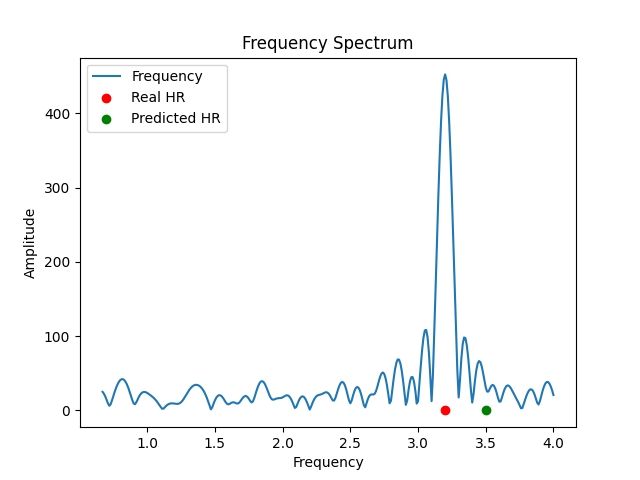 Frequency Spectrum
Frequency
Real HR
Predicted HR
Amplitude
400
300
200
100
0
1.0 1.5 2.0 2.5 3.0 3.5 4.0
Frequency